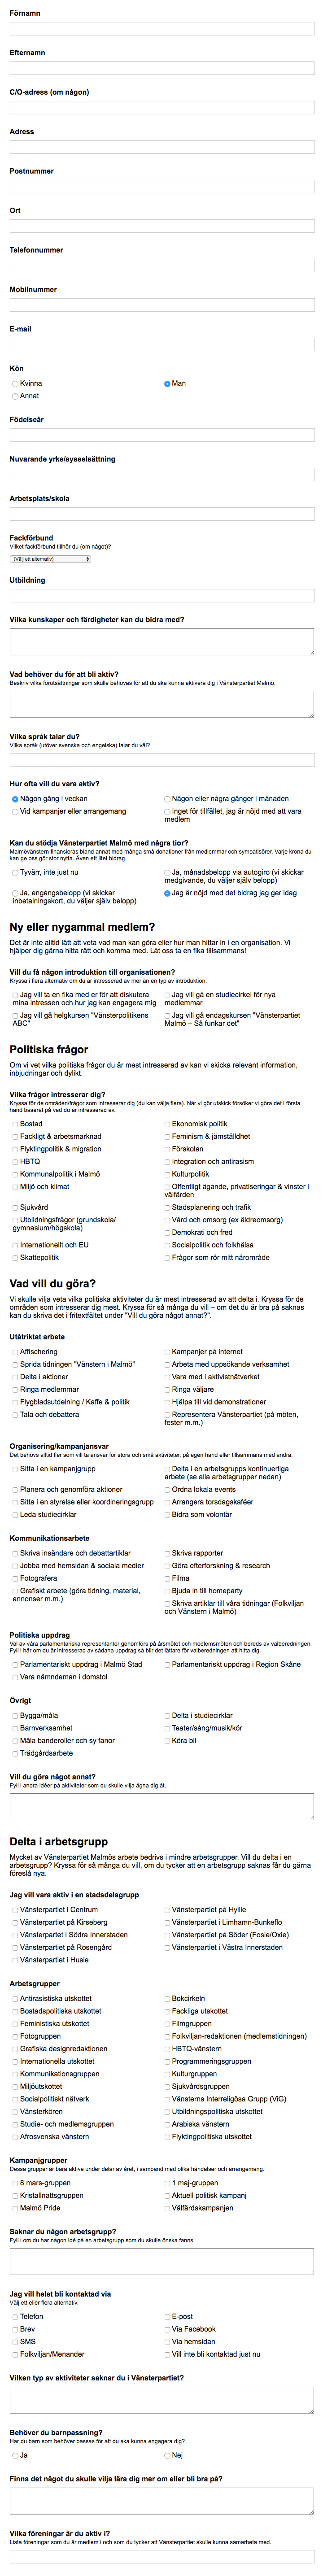 Förnamn
Efternamn
C/O-adress (om någon)
Adress
Postnummer
Ort
Telefonnummer
Mobilnummer
E-mail
Kön
Kvinna
Man
Annat
Födelseår
Nuvarande yrke/sysselsättning
Arbetsplats/skola
Fackförbund
Vilket fackförbund tillhör du (om något)?
(Välj ett alternativ)
Utbildning
Vilka kunskaper och färdigheter kan du bidra med?
Vad behöver du för att bli aktiv?
Beskriv vilka förutsättningar som skulle behövas för att du ska kunna aktivera dig i Vänsterpartiet Malmö.
Vilka språk talar du?
Vilka språk (utöver svenska och engelska) talar du väl?
Hur ofta vill du vara aktiv?
Någon gång i veckan
Någon eller några gånger i månaden
Vid kampanjer eller arrangemang
Inget för tillfället, jag är nöjd med att vara
medlem
Kan du stödja Vänsterpartiet Malmö med några tior?
Malmövänstern finansieras bland annat med många små donationer från medlemmar och sympatisörer. Varje krona du
kan ge oss gör stor nytta. Även ett litet bidrag.
Tyvärr, inte just nu
Ja, månadsbelopp via autogiro (vi skickar
medgivande, du väljer själv belopp)
Ja, engångsbelopp (vi skickar
inbetalningskort, du väljer själv belopp)
Jag är nöjd med det bidrag jag ger idag
Ny eller nygammal medlem?
Det är inte alltid lätt att veta vad man kan göra eller hur man hittar in i en organisation. Vi
hjälper dig gärna hitta rätt och komma med. Låt oss ta en fika tillsammans!
Vill du få någon introduktion till organisationen?
Kryssa i flera alternativ om du är intresserad av mer än en typ av introduktion.
Jag vill ta en fika med er för att diskutera
mina intressen och hur jag kan engagera mig
Jag vill gå en studiecirkel för nya
medlemmar
Jag vill gå helgkursen "Vänsterpolitikens
ABC"
Jag vill gå endagskursen "Vänsterpartiet
Malmö – Så funkar det"
Politiska frågor
Om vi vet vilka politiska frågor du är mest intresserad av kan vi skicka relevant information,
inbjudningar och dylikt.
Vilka frågor intresserar dig?
Kryssa för de områden/frågor som intresserar dig (du kan välja flera). När vi gör utskick försöker vi göra det i första
hand baserat på vad du är intresserad av.
Bostad
Ekonomisk politik
Fackligt & arbetsmarknad
Feminism & jämställdhet
Flyktingpolitik & migration
Förskolan
HBTQ
Integration och antirasism
Kommunalpolitik i Malmö
Kulturpolitik
Miljö och klimat
Offentligt ägande, privatiseringar & vinster i
välfärden
Sjukvård
Stadsplanering och trafik
Utbildningsfrågor (grundskola/
gymnasium/högskola)
Vård och omsorg (ex äldreomsorg)
Demokrati och fred
Internationellt och EU
Socialpolitik och folkhälsa
Skattepolitik
Frågor som rör mitt närområde
Vad vill du göra?
Vi skulle vilja veta vilka politiska aktiviteter du är mest intresserad av att delta i. Kryssa för de
områden som intresserar dig mest. Kryssa för så många du vill – om det du är bra på saknas
kan du skriva det i fritextfältet under "Vill du göra något annat?".
Utåtriktat arbete
Affischering
Kampanjer på internet
Sprida tidningen "Vänstern i Malmö"
Arbeta med uppsökande verksamhet
Delta i aktioner
Vara med i aktivistnätverket
Ringa medlemmar
Ringa väljare
Flygbladsutdelning / Kaffe & politik
Hjälpa till vid demonstrationer
Tala och debattera
Representera Vänsterpartiet (på möten,
fester m.m.)
Organisering/kampanjansvar
Det behövs alltid fler som vill ta ansvar för stora och små aktiviteter, på egen hand eller tillsammans med andra.
Sitta i en kampanjgrupp
Delta i en arbetsgrupps kontinuerliga
arbete (se alla arbetsgrupper nedan)
Planera och genomföra aktioner
Ordna lokala events
Sitta i en styrelse eller koordineringsgrupp
Arrangera torsdagskaféer
Leda studiecirklar
Bidra som volontär
Kommunikationsarbete
Skriva insändare och debattartiklar
Skriva rapporter
Jobba med hemsidan & sociala medier
Göra efterforskning & research
Fotografera
Filma
Grafiskt arbete (göra tidning, material,
annonser m.m.)
Bjuda in till homeparty
Skriva artiklar till våra tidningar (Folkviljan
och Vänstern i Malmö)
Politiska uppdrag
Val av våra parlamentariska representanter genomförs på årsmötet och medlemsmöten och bereds av valberedningen.
Fyll i här om du är intresserad av sådana uppdrag så blir det lättare för valberedningen att hitta dig.
Parlamentariskt uppdrag i Malmö Stad
Parlamentariskt uppdrag i Region Skåne
Vara nämndeman i domstol
Övrigt
Bygga/måla
Delta i studiecirklar
Barnverksamhet
Teater/sång/musik/kör
Måla banderoller och sy fanor
Köra bil
Trädgårdsarbete
Vill du göra något annat?
Fyll i andra idéer på aktiviteter som du skulle vilja ägna dig åt.
Delta i arbetsgrupp
Mycket av Vänsterpartiet Malmös arbete bedrivs i mindre arbetsgrupper. Vill du delta i en
arbetsgrupp? Kryssa för så många du vill, om du tycker att en arbetsgrupp saknas får du gärna
föreslå nya.
Jag vill vara aktiv i en stadsdelsgrupp
Vänsterpartiet i Centrum
Vänsterpartiet på Hyllie
Vänsterpartiet på Kirseberg
Vänsterpartiet i Limhamn-Bunkeflo
Vänsterpartet i Södra Innerstaden
Vänsterpartiet på Söder (Fosie/Oxie)
Vänsterpartiet på Rosengård
Vänsterpartiet i Västra Innerstaden
Vänsterpartiet i Husie
Arbetsgrupper
Antirasistiska utskottet
Bokcirkeln
Bostadspolitiska utskottet
Fackliga utskottet
Feministiska utskottet
Filmgruppen
Fotogruppen
Folkviljan-redaktionen (medlemstidningen)
Grafiska designredaktionen
HBTQ-vänstern
Internationella utskottet
Programmeringsgruppen
Kommunikationsgruppen
Kulturgruppen
Miljöutskottet
Sjukvårdsgruppen
Socialpolitiskt nätverk
Vänsterns Interreligiösa Grupp (ViG)
Vänsterkören
Utbildningspolitiska utskottet
Studie- och medlemsgruppen
Arabiska vänstern
Afrosvenska vänstern
Flyktingpolitiska utskottet
Kampanjgrupper
Dessa grupper är bara aktiva under delar av året, i samband med olika händelser och arrangemang.
8 mars-gruppen
1 maj-gruppen
Kristallnattsgruppen
Aktuell politisk kampanj
Malmö Pride
Välfärdskampanjen
Saknar du någon arbetsgrupp?
Fyll i om du har någon idé på en arbetsgrupp som du skulle önska fanns.
Jag vill helst bli kontaktad via
Välj ett eller flera alternativ.
Telefon
E-post
Brev
Via Facebook
SMS
Via hemsidan
Folkviljan/Menander
Vill inte bli kontaktad just nu
Vilken typ av aktiviteter saknar du i Vänsterpartiet?
Behöver du barnpassning?
Har du barn som behöver passas för att du ska kunna engagera dig?
Ja
Nej
Finns det något du skulle vilja lära dig mer om eller bli bra på?
Vilka föreningar är du aktiv i?
Lista föreningar som du är medlem i och som du tycker att Vänsterpartiet skulle kunna samarbeta med.